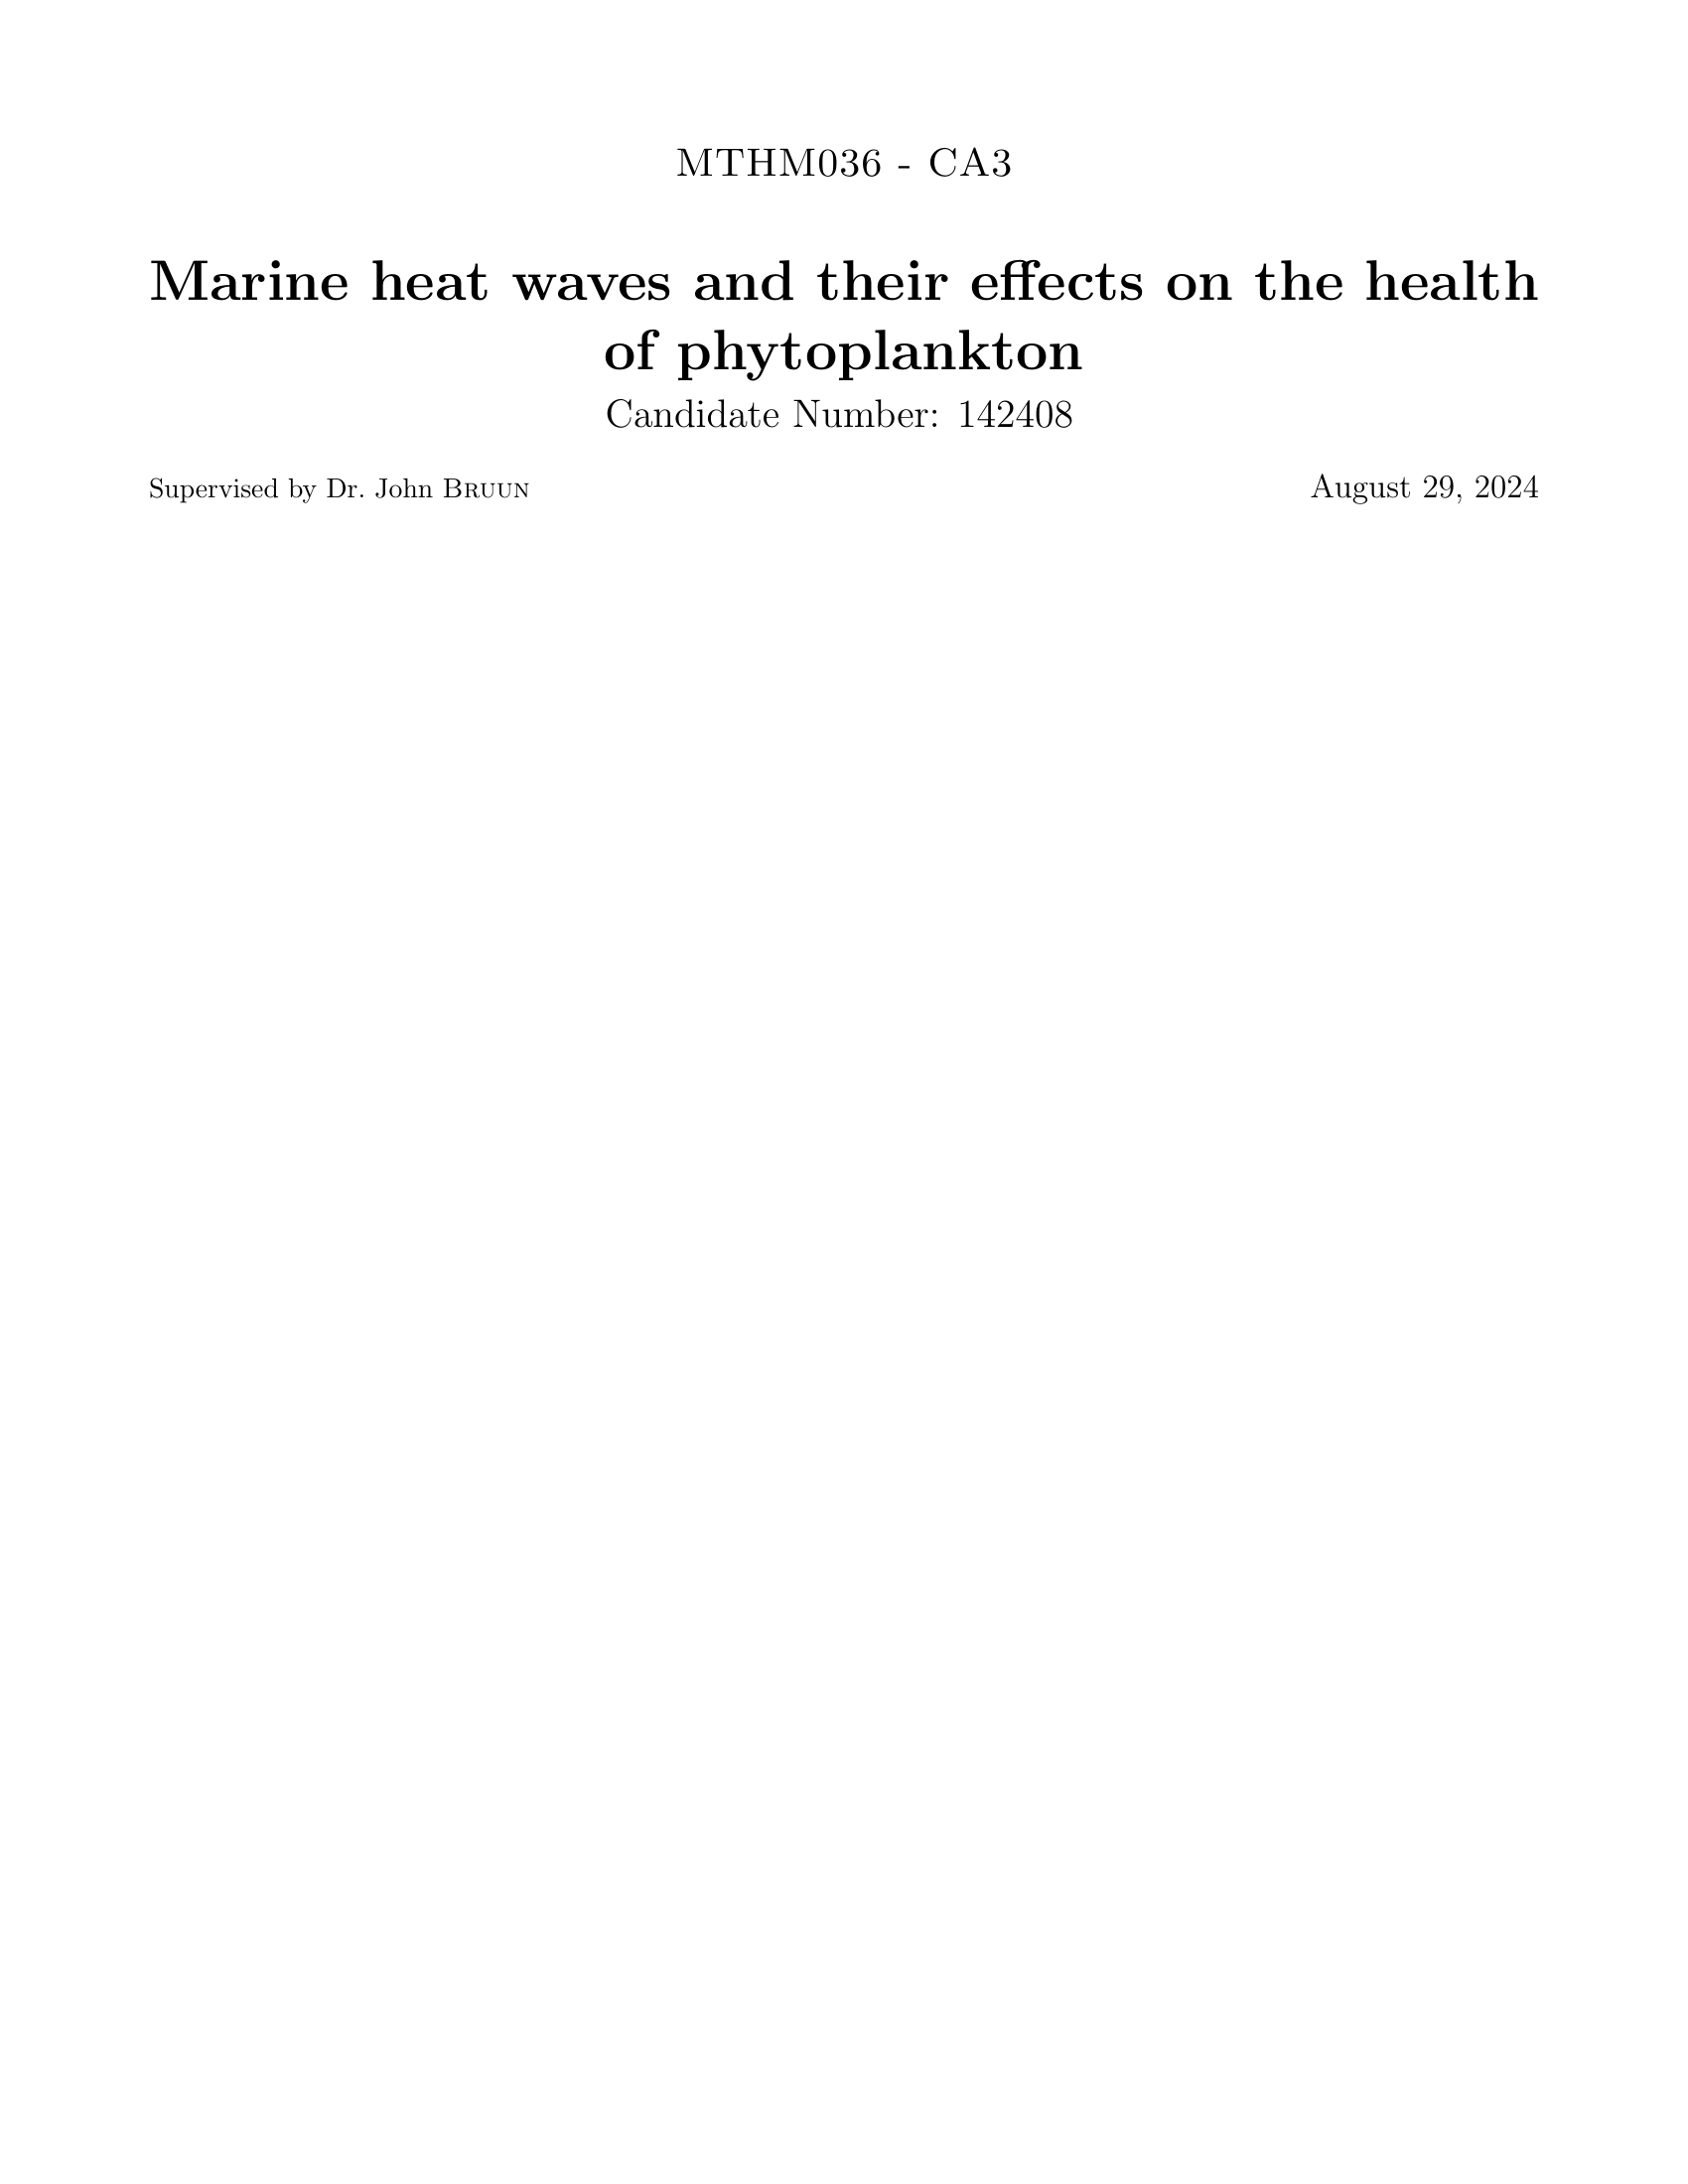 MTHM036 - CA3
Marine heat waves and their effects on the health
of phytoplankton
Candidate Number: 142408
Supervised by Dr. John BRUUN
August 29, 2024